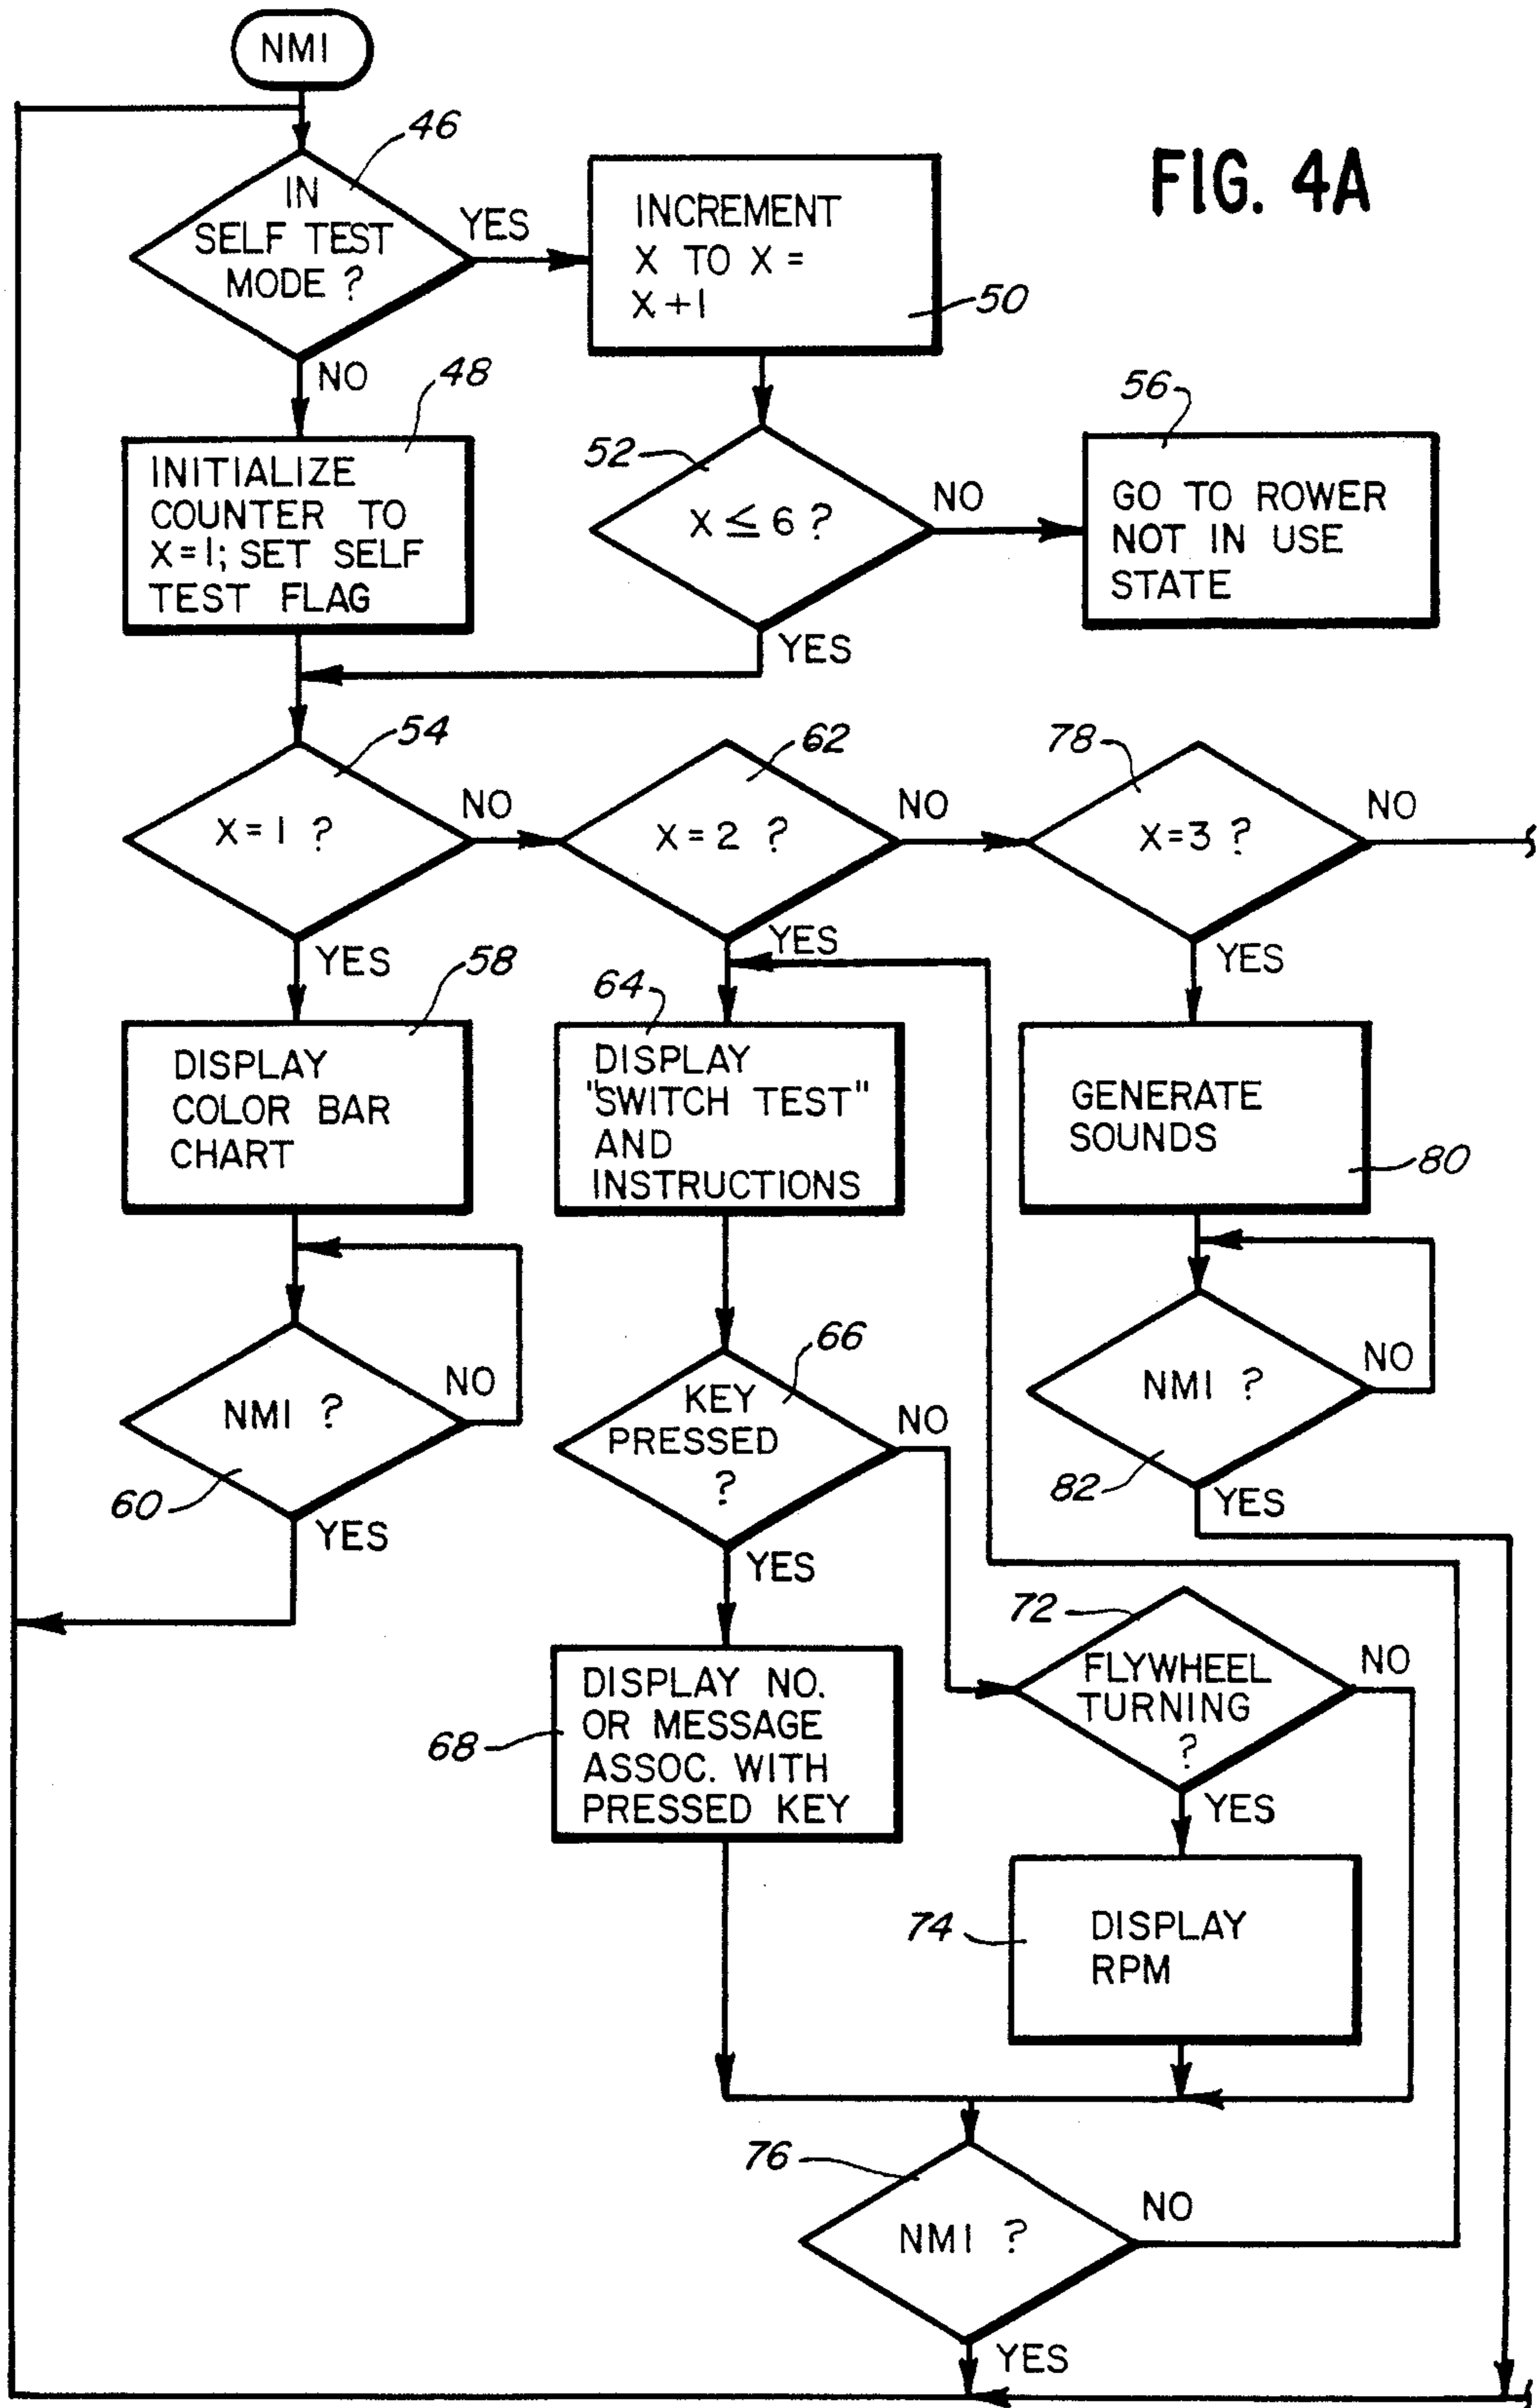 NMI
FIG. 4A
46
IN
SELF TEST
MODE ?
YES
NO
INCREMENT
X TO X =
X+1
50
48
INITIALIZE
COUNTER TO
X=1; SET SELF
TEST FLAG
52
X ≤ 6 ?
NO
YES
56
GO TO ROWER
NOT IN USE
STATE
54
X=1 ?
NO
YES
62
X=2 ?
NO
YES
78
X=3 ?
NO
YES
58
DISPLAY
COLOR BAR
CHART
64
DISPLAY
"SWITCH TEST"
AND
INSTRUCTIONS
GENERATE
SOUNDS
80
NMI ?
NO
60
YES
66
KEY
PRESSED
?
NO
YES
NMI ?
NO
82
YES
68
DISPLAY NO.
OR MESSAGE
ASSOC. WITH
PRESSED KEY
72
FLYWHEEL
TURNING
?
NO
YES
74
DISPLAY
RPM
76
NMI ?
NO
YES